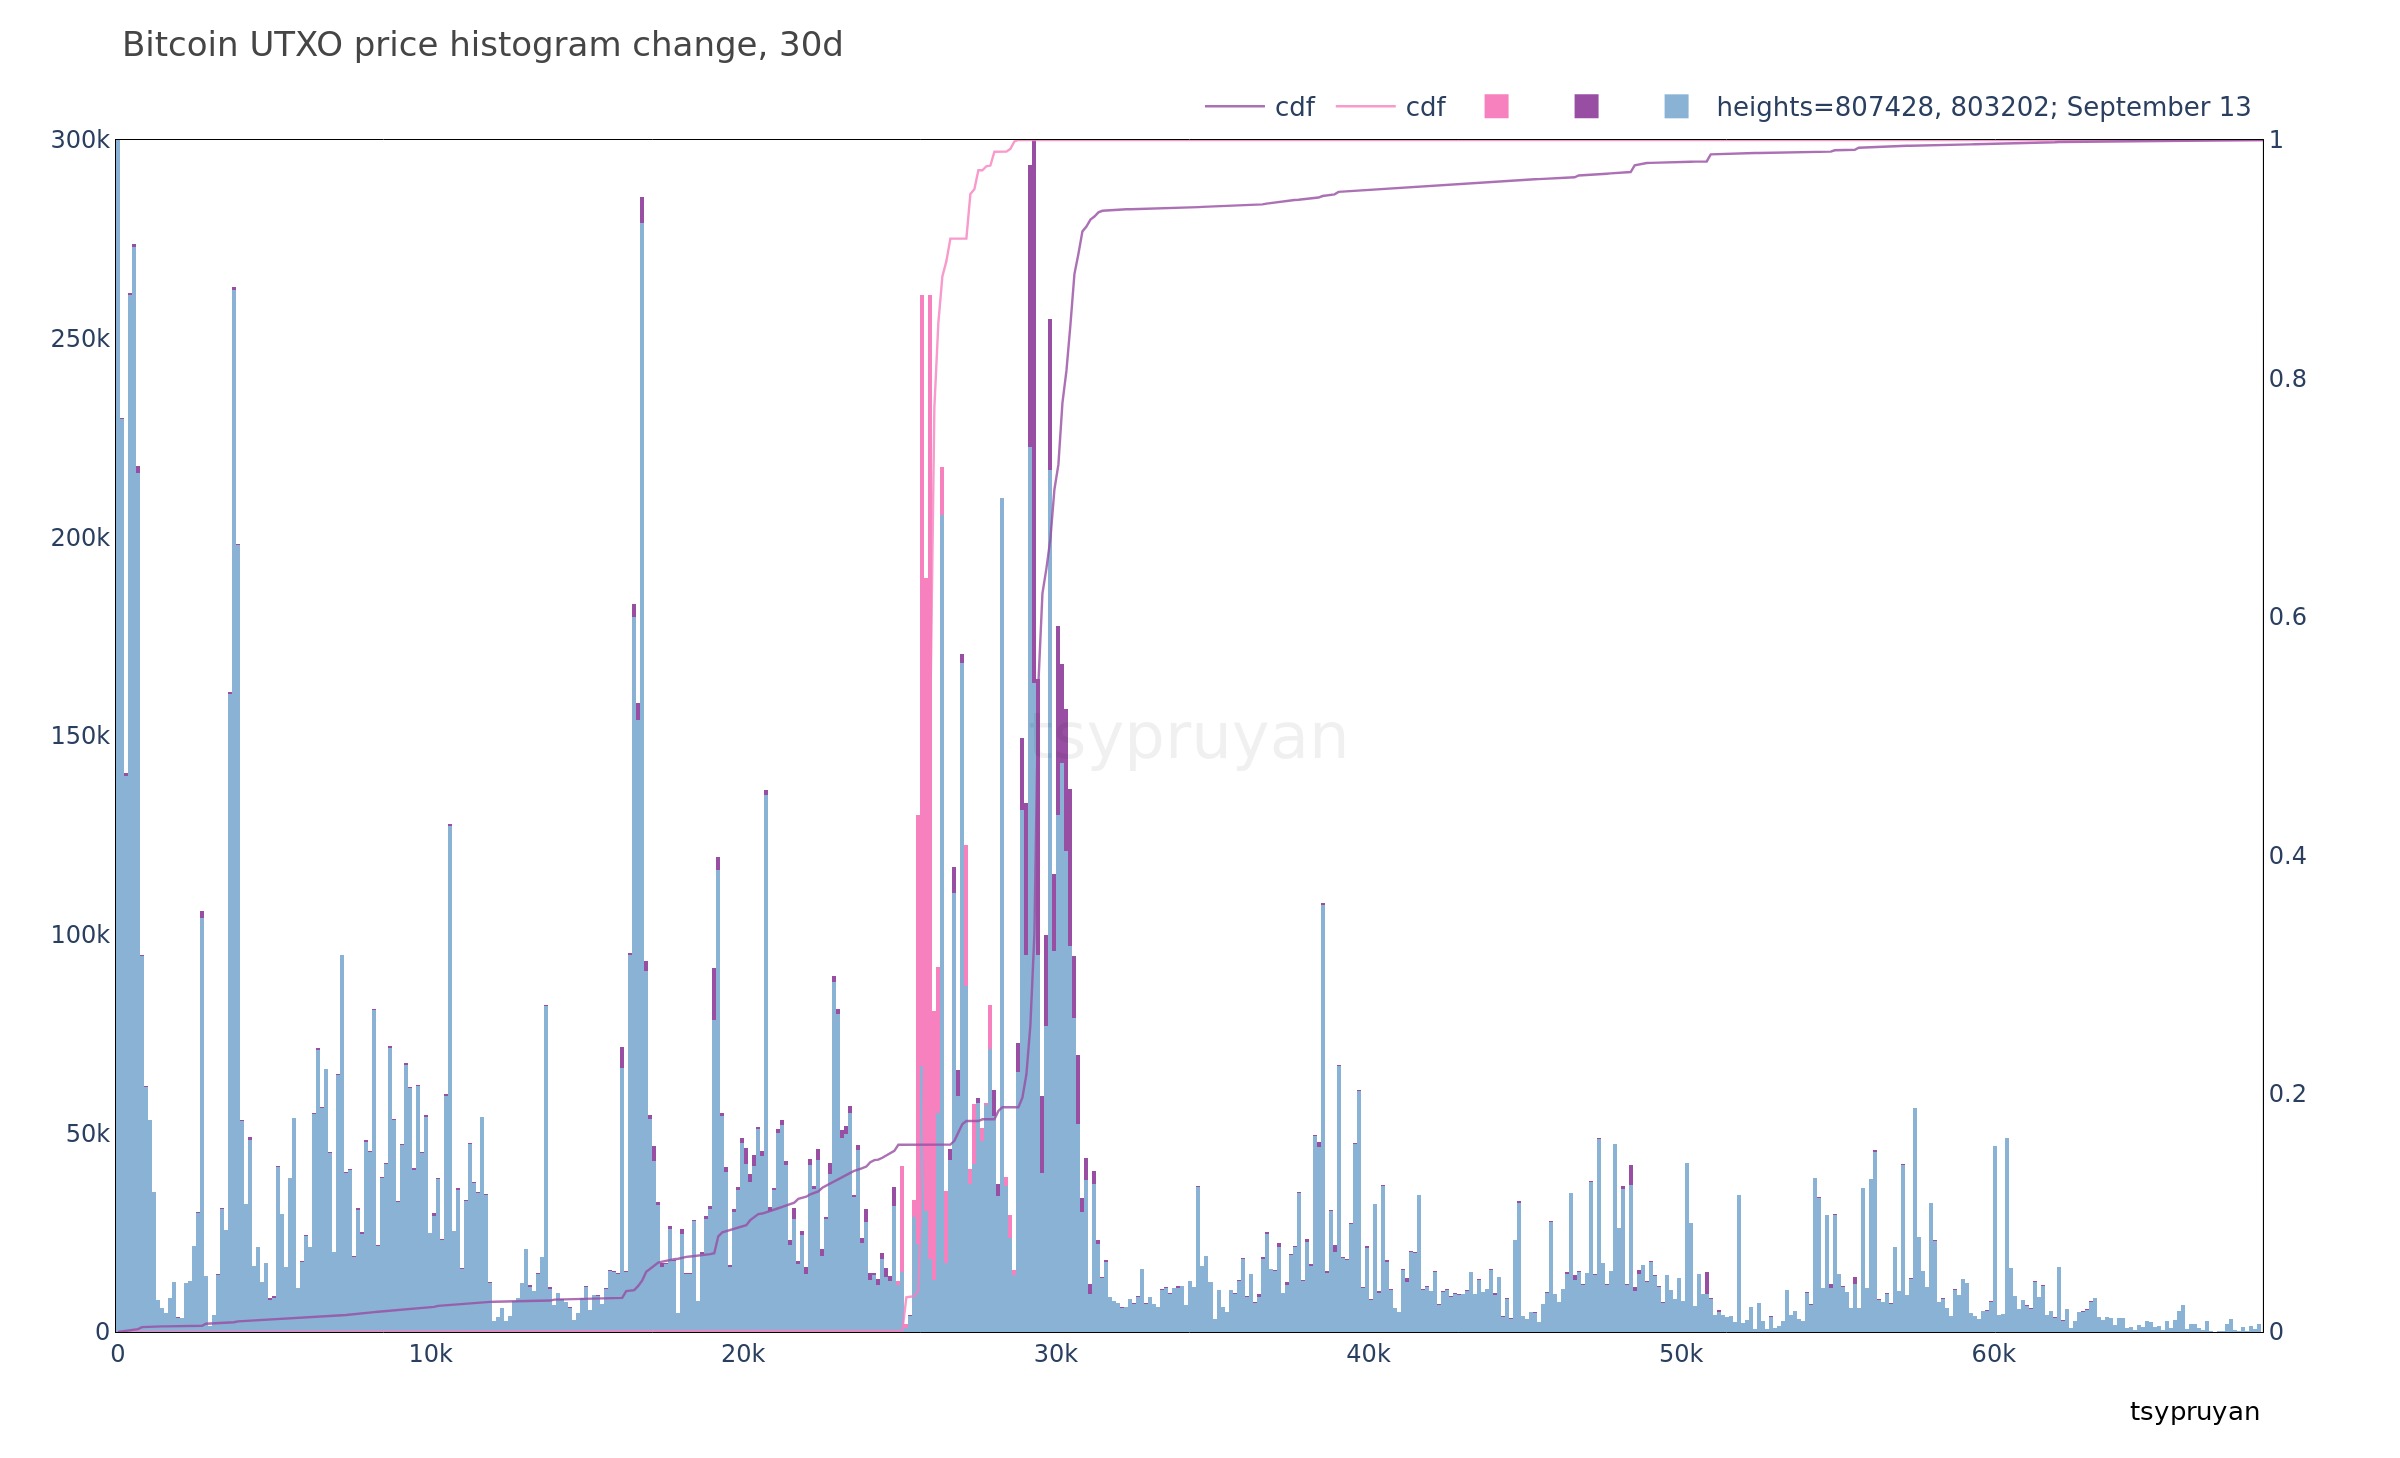 Bitcoin UTXO price histogram change, 30d
cdf cdf heights=807428, 803202; September 13
300k
250k
200k
150k
100k
50k
0
1
0.8
0.6
0.4
0.2
0
tsypruyan
0 10k 20k 30k 40k 50k 60k
tsypruyan